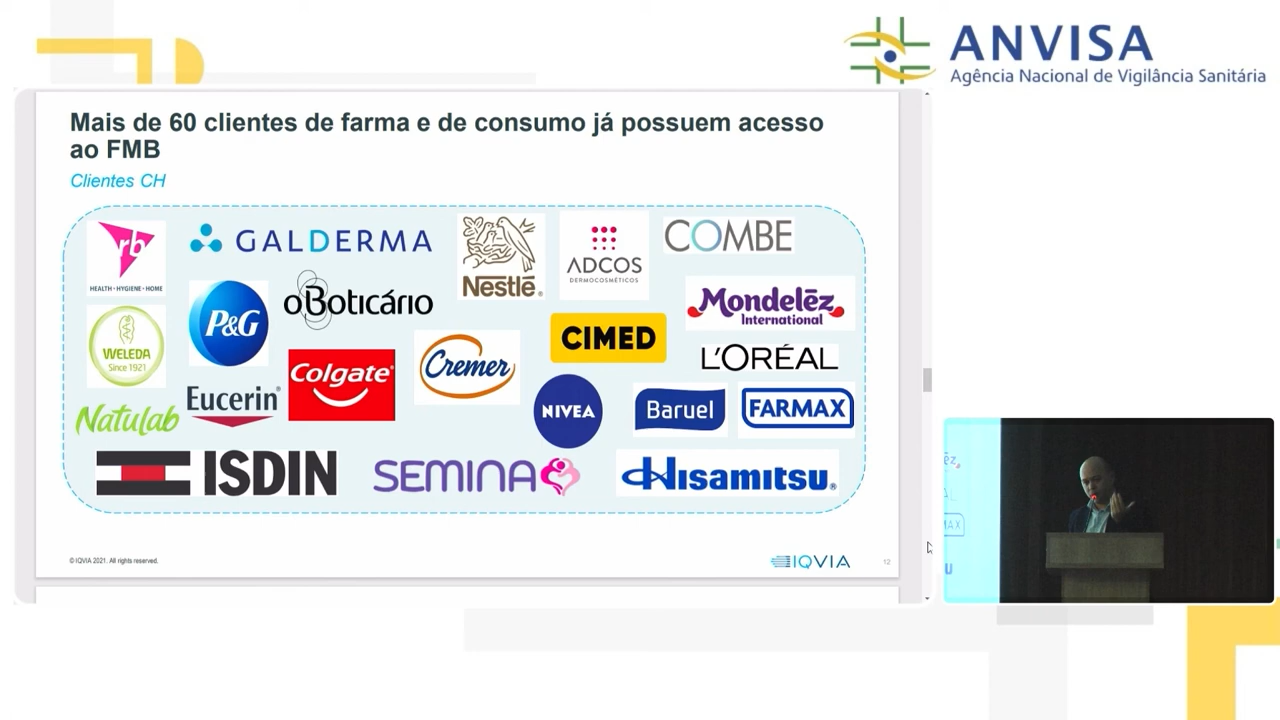 ANVISA
Agência Nacional de Vigilância Sanitária
Mais de 60 clientes de farma e de consumo já possuem acesso
ao FMB
Clientes CH
rb
HEALTH • HYGIENE • HOME
GALDERMA
Nestlé
ADCOS
DERMOCOSMÉTICOS
COMBE
P&G
oBoticário
Mondelēz
International
WELEDA
Since 1921
Colgate
Cremer
CIMED
L'ORÉAL
Natulab
Eucerin
NIVEA
Baruel
FARMAX
ISDIN
SEMINA
Hisamitsu
© IQVIA 2021. All rights reserved.
IQVIA
12